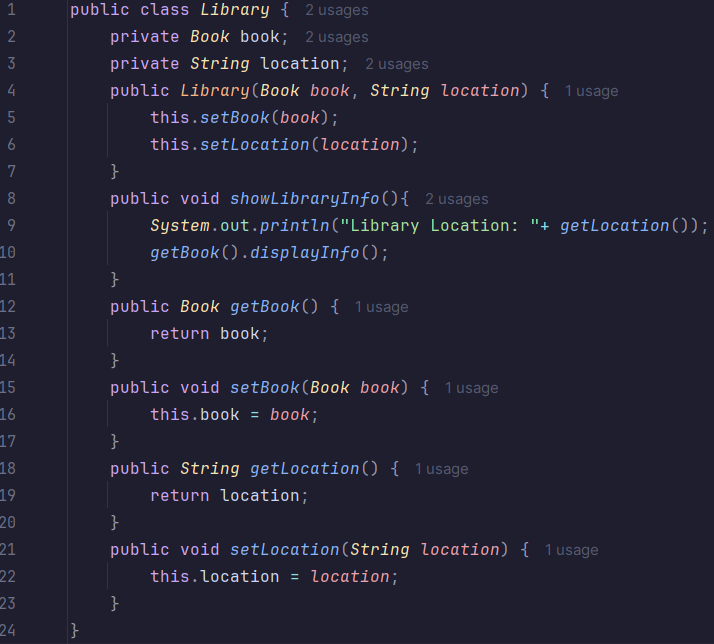 1 public class Library { 2 usages
2 private Book book; 2 usages
3 private String location; 2 usages
4 public Library(Book book, String location) { 1 usage
5 this.setBook(book);
6 this.setLocation(location);
7 }
8 public void showLibraryInfo(){ 2 usages
9 System.out.println("Library Location: "+ getLocation());
10 getBook().displayInfo();
11 }
12 public Book getBook() { 1 usage
13 return book;
14 }
15 public void setBook(Book book) { 1 usage
16 this.book = book;
17 }
18 public String getLocation() { 1 usage
19 return location;
20 }
21 public void setLocation(String location) { 1 usage
22 this.location = location;
23 }
24 }